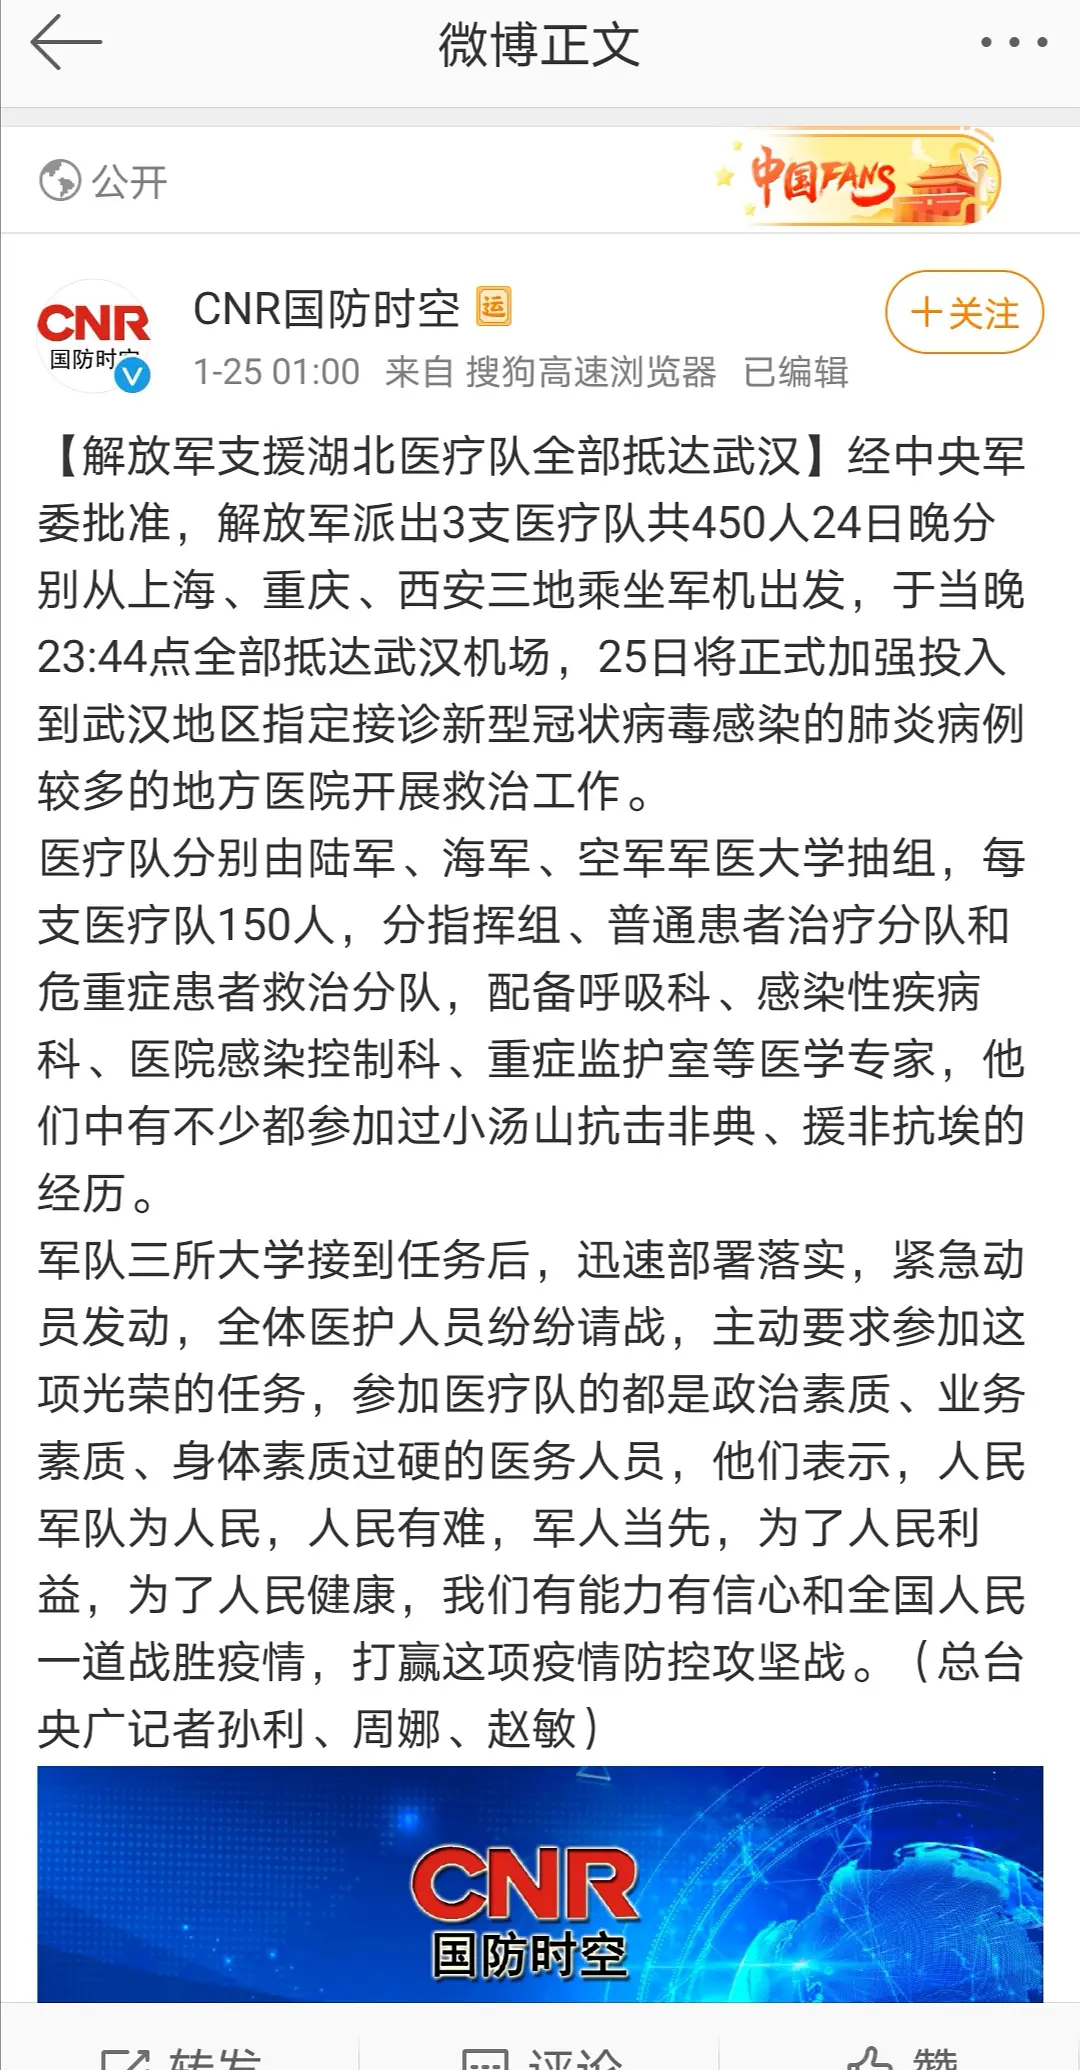 微博正文
公开
中国FANS
CNR
国防时空
CNR国防时空 运
+关注
1-25 01:00 来自 搜狗高速浏览器 已编辑
【解放军支援湖北医疗队全部抵达武汉】经中央军
委批准，解放军派出3支医疗队共450人24日晚分
别从上海、重庆、西安三地乘坐军机出发，于当晚
23:44点全部抵达武汉机场，25日将正式加强投入
到武汉地区指定接诊新型冠状病毒感染的肺炎病例
较多的地方医院开展救治工作。
医疗队分别由陆军、海军、空军军医大学抽组，每
支医疗队150人，分指挥组、普通患者治疗分队和
危重症患者救治分队，配备呼吸科、感染性疾病
科、医院感染控制科、重症监护室等医学专家，他
们中有不少都参加过小汤山抗击非典、援非抗埃的
经历。
军队三所大学接到任务后，迅速部署落实，紧急动
员发动，全体医护人员纷纷请战，主动要求参加这
项光荣的任务，参加医疗队的都是政治素质、业务
素质、身体素质过硬的医务人员，他们表示，人民
军队为人民，人民有难，军人当先，为了人民利
益，为了人民健康，我们有能力有信心和全国人民
一道战胜疫情，打赢这项疫情防控攻坚战。（总台
央广记者孙利、周娜、赵敏）
CNR
国防时空
转发 评论 赞